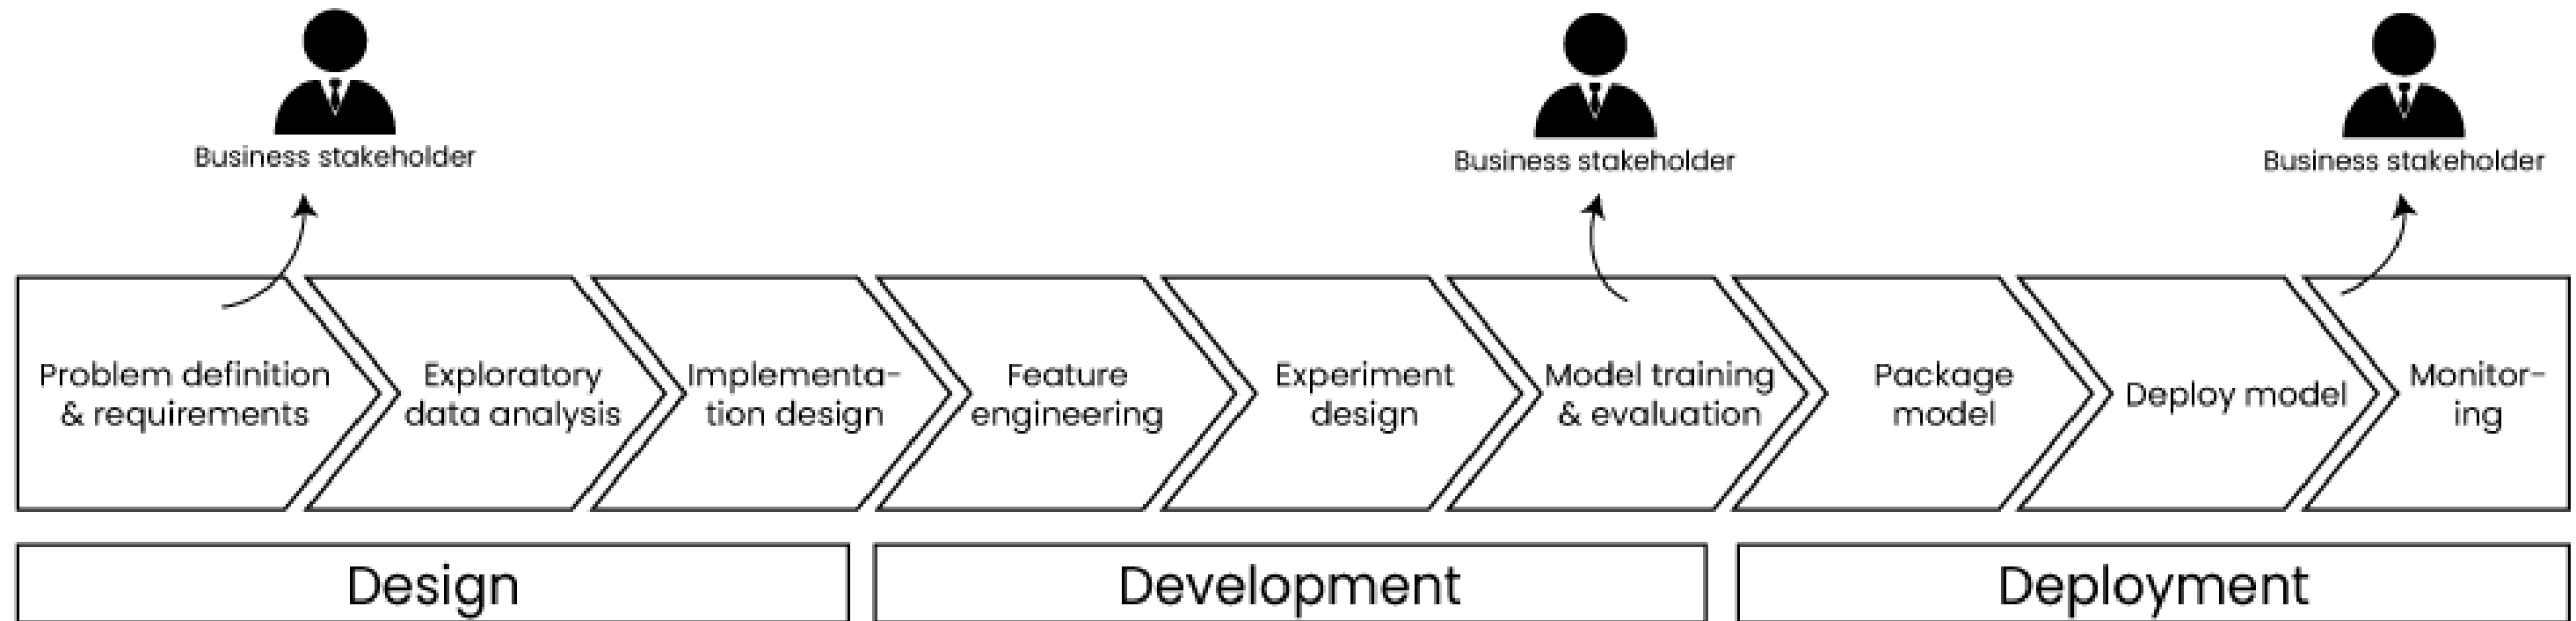 Business stakeholder
Business stakeholder
Business stakeholder
Problem definition
& requirements
Exploratory
data analysis
Implementa-
tion design
Feature
engineering
Experiment
design
Model training
& evaluation
Package
model
Deploy model
Monitor-
ing
Design
Development
Deployment